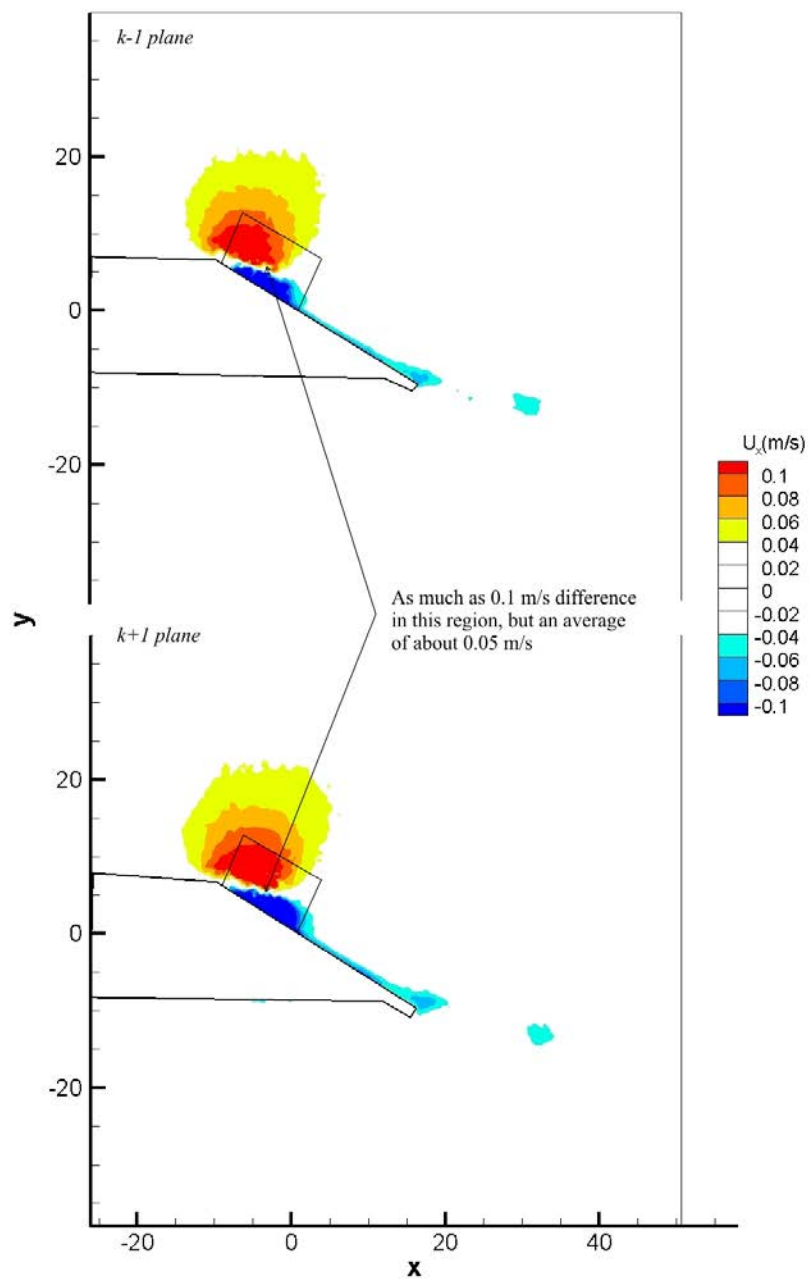 k-1 plane
20
0
-20
y
As much as 0.1 m/s difference
in this region, but an average
of about 0.05 m/s
Ux(m/s)
0.1
0.08
0.06
0.04
0.02
0
-0.02
-0.04
-0.06
-0.08
-0.1
k+1 plane
20
0
-20
-20 0 20 40
x